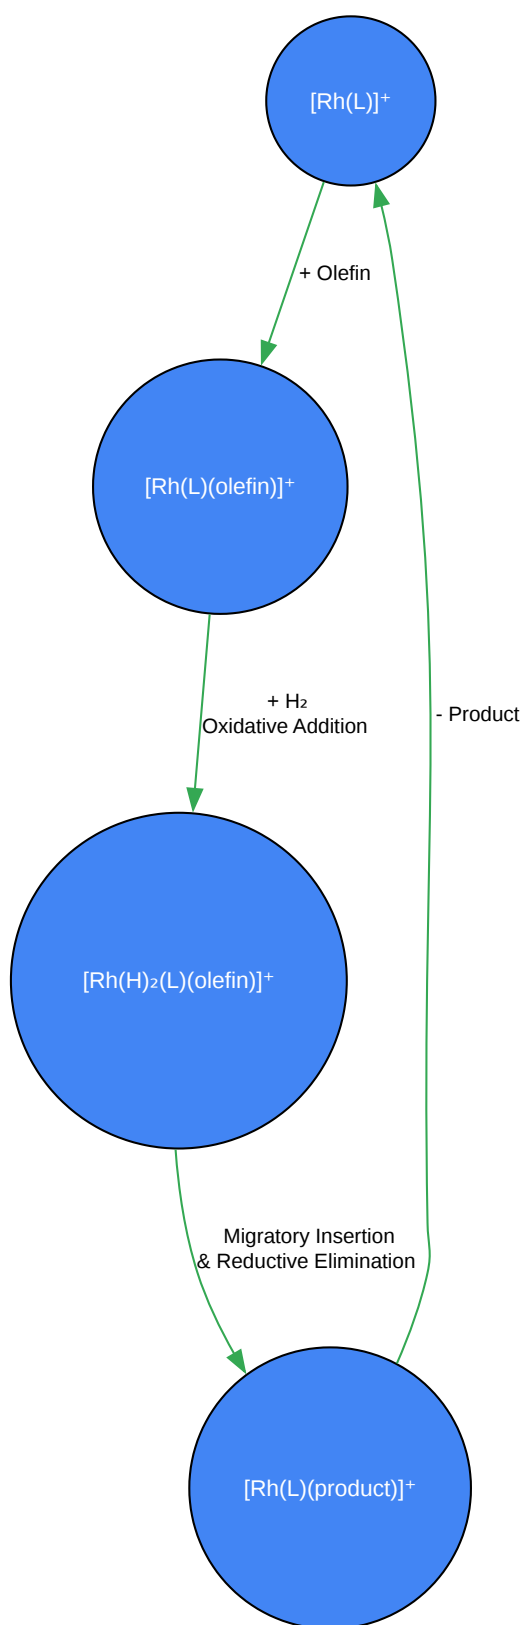 [Rh(L)]⁺
+ Olefin
[Rh(L)(olefin)]⁺
+ H₂
Oxidative Addition
- Product
[Rh(H)₂(L)(olefin)]⁺
Migratory Insertion
& Reductive Elimination
[Rh(L)(product)]⁺